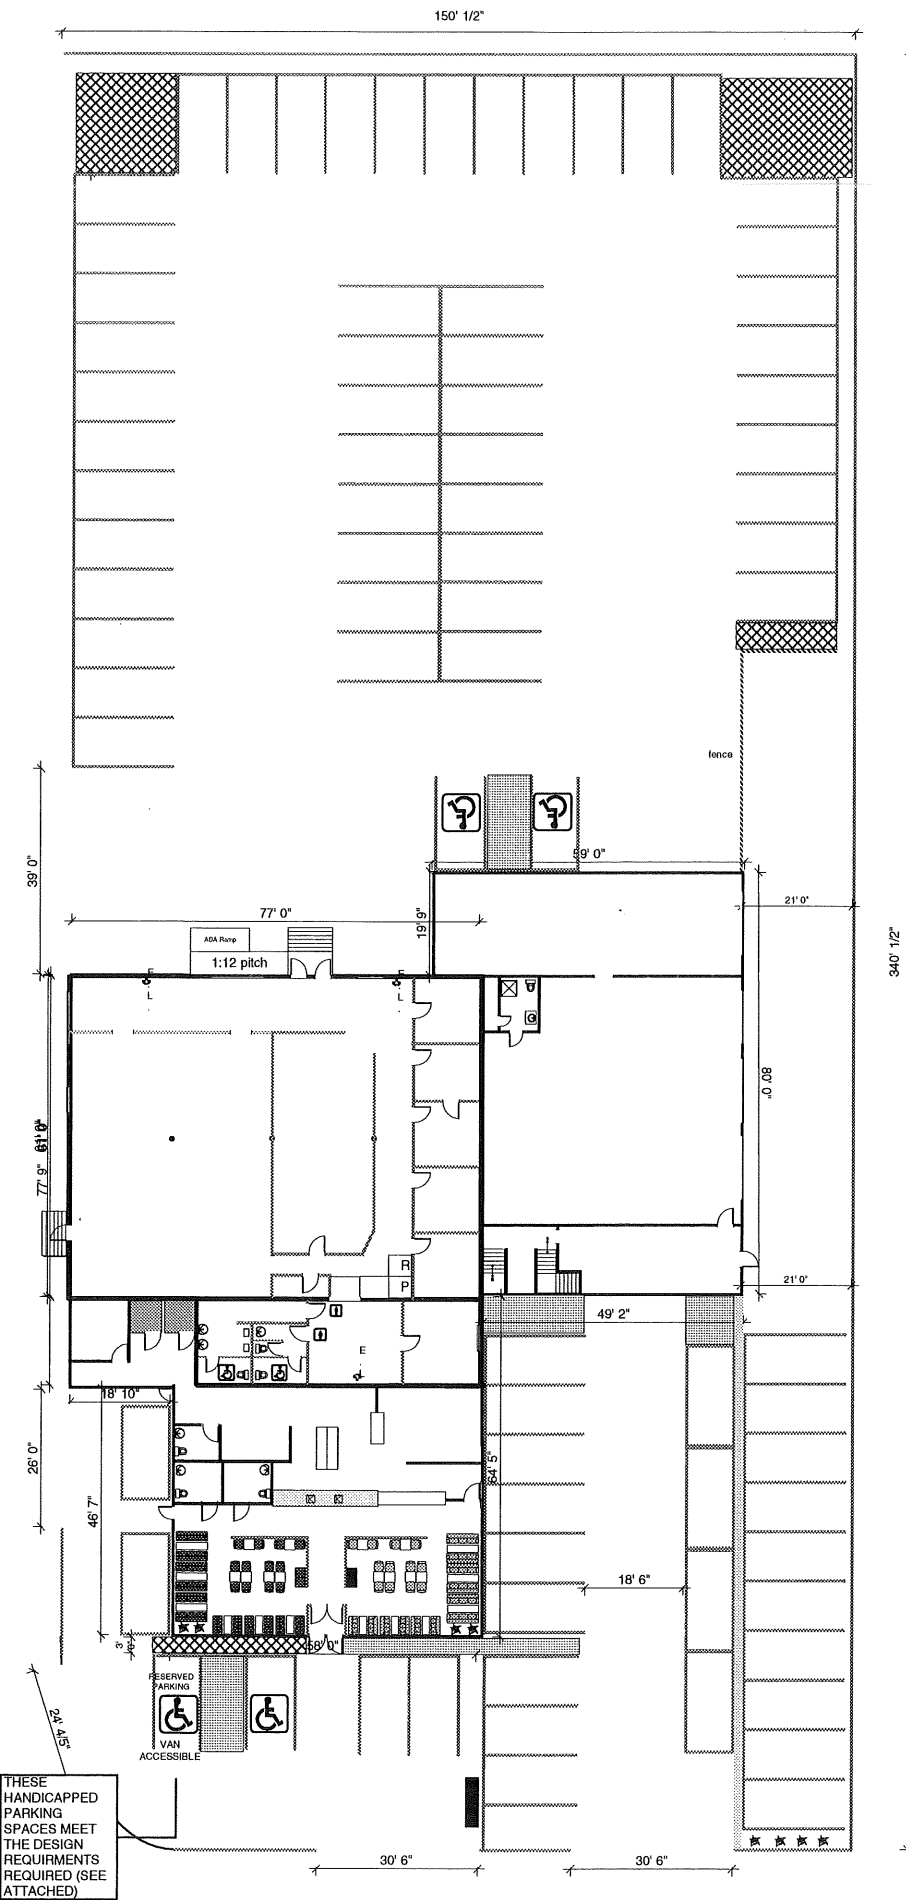 150' 1/2"
fence
59' 0"
39' 0"
19' 9"
21' 0"
77' 0"
ADA Ramp
1:12 pitch
340' 1/2"
L
L
80' 0"
77' 9"
R
P
21' 0"
49' 2"
E
18' 10"
26' 0"
46' 7"
64' 5"
18' 6"
3' 0"
58' 0"
RESERVED
PARKING
VAN
ACCESSIBLE
24' 4/5"
THESE
HANDICAPPED
PARKING
SPACES MEET
THE DESIGN
REQUIRMENTS
REQUIRED (SEE
ATTACHED)
30' 6"
30' 6"